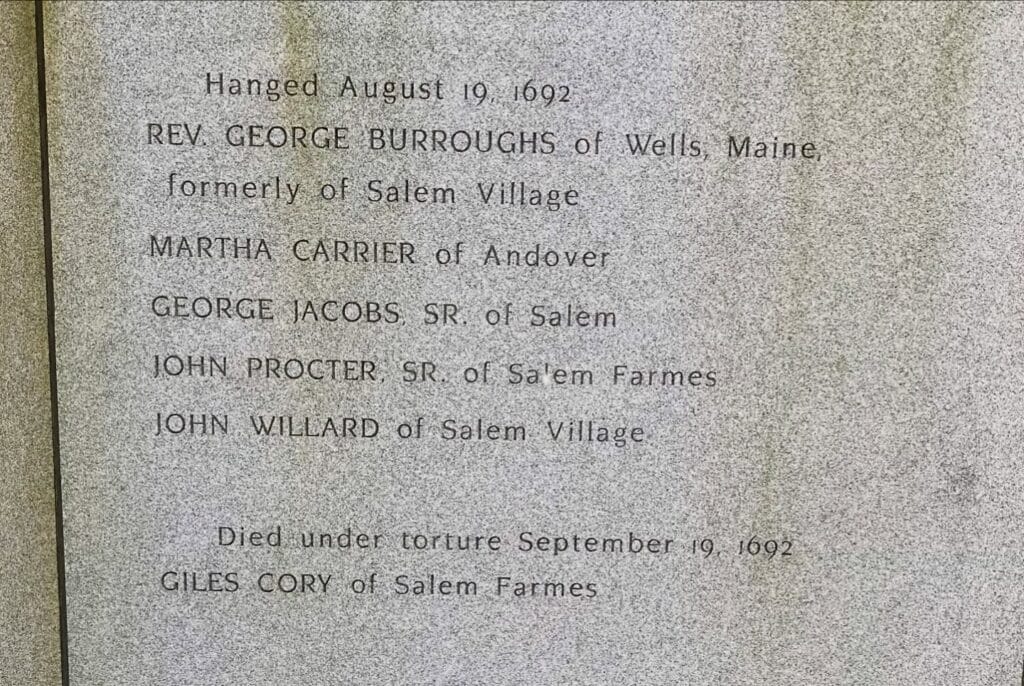 Hanged August 19, 1692
REV. GEORGE BURROUGHS of Wells, Maine,
formerly of Salem Village
MARTHA CARRIER of Andover
GEORGE JACOBS, SR. of Salem
JOHN PROCTER, SR. of Salem Farmes
JOHN WILLARD of Salem Village
Died under torture September 19, 1692
GILES CORY of Salem Farmes